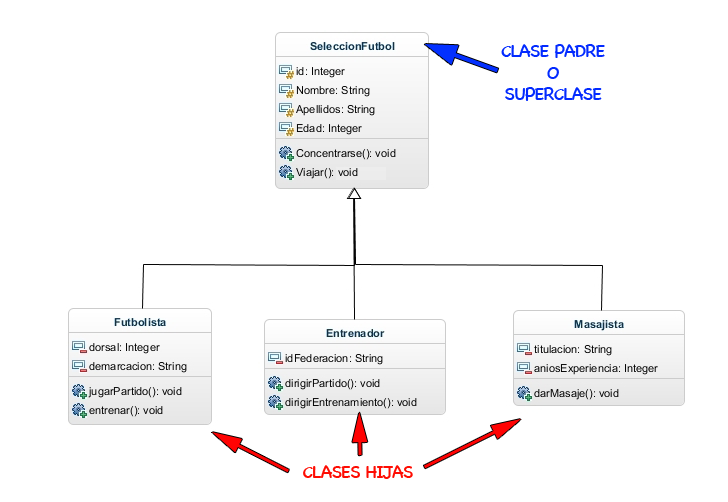 SeleccionFutbol
id: Integer
Nombre: String
Apellidos: String
Edad: Integer
Concentrarse(): void
Viajar(): void
CLASE PADRE
O
SUPERCLASE
Futbolista
dorsal: Integer
demarcacion: String
jugarPartido(): void
entrenar(): void
Entrenador
idFederacion: String
dirigirPartido(): void
dirigirEntrenamiento(): void
Masajista
titulacion: String
aniosExperiencia: Integer
darMasaje(): void
CLASES HIJAS